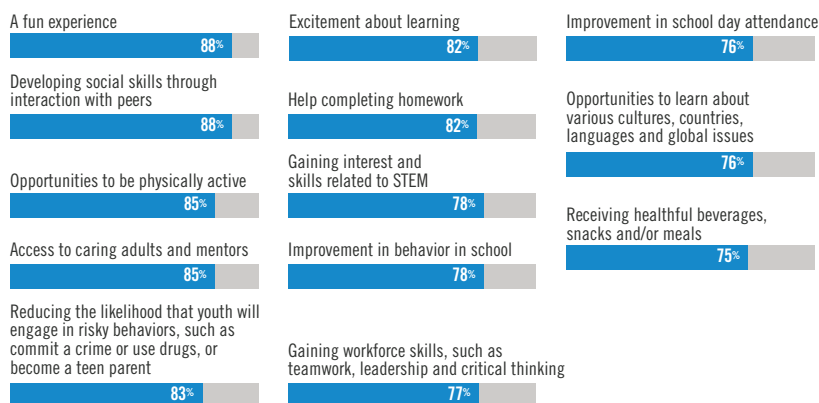 A fun experience
88%
Developing social skills through
interaction with peers
88%
Opportunities to be physically active
85%
Access to caring adults and mentors
85%
Reducing the likelihood that youth will
engage in risky behaviors, such as
commit a crime or use drugs, or
become a teen parent
83%
Excitement about learning
82%
Help completing homework
82%
Gaining interest and
skills related to STEM
78%
Improvement in behavior in school
78%
Gaining workforce skills, such as
teamwork, leadership and critical thinking
77%
Improvement in school day attendance
76%
Opportunities to learn about
various cultures, countries,
languages and global issues
76%
Receiving healthful beverages,
snacks and/or meals
75%